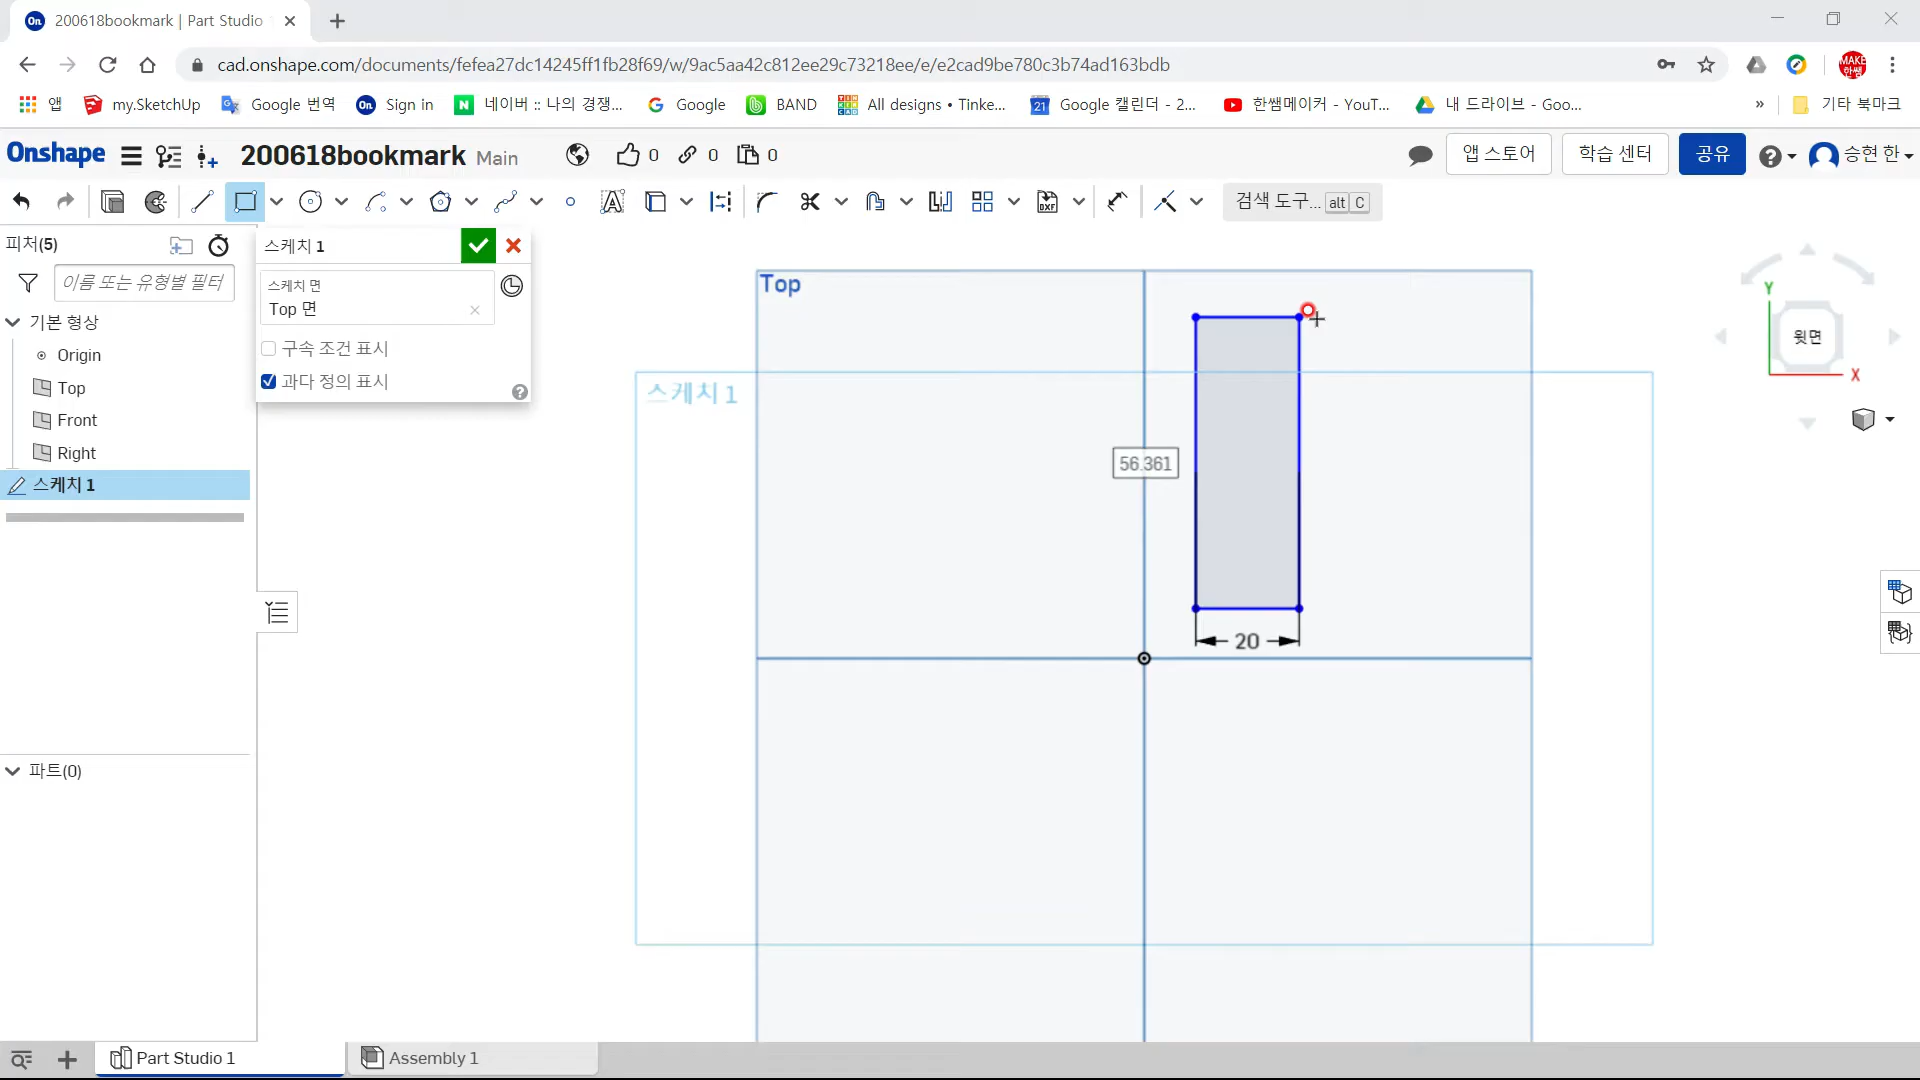 200618bookmark | Part Studio
cad.onshape.com/documents/fefea27dc14245ff1fb28f69/w/9ac5aa42c812ee29c73218ee/e/e2cad9be780c3b74ad163bdb
MAKE 한쌤
앱 my.SketchUp Google 번역 On Sign in N 네이버 :: 나의 경쟁... Google BAND All designs • Tinke... 21 Google 캘린더 - 2... 한쌤메이커 - YouT... 내 드라이브 - Goo... » 기타 북마크
Onshape 200618bookmark Main 0 0 0 앱 스토어 학습 센터 공유 승현 한
검색 도구... alt C
피처(5)
이름 또는 유형별 필터
기본 형상
Origin
Top
Front
Right
스케치 1
파트(0)
스케치 1
스케치 면
Top 면
구속 조건 표시
과다 정의 표시
Top
스케치 1
56.361
20
Y
윗면
X
Part Studio 1 Assembly 1